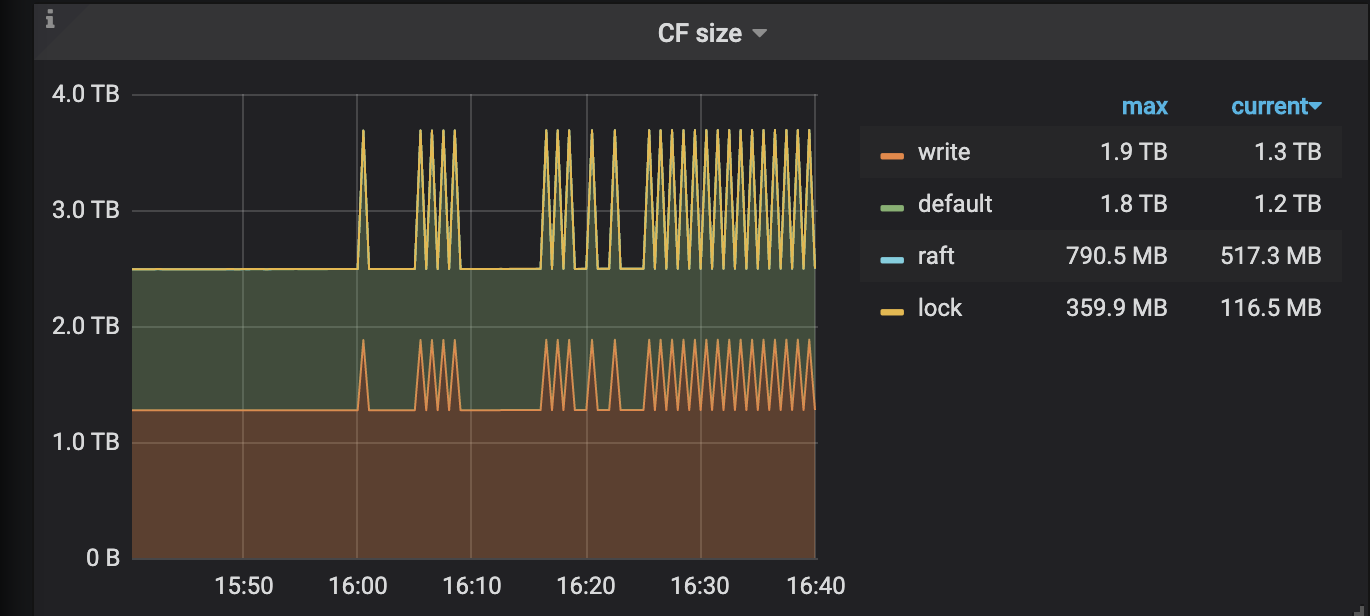 CF size
4.0 TB
3.0 TB
2.0 TB
1.0 TB
0 B
15:50 16:00 16:10 16:20 16:30 16:40
max current
write 1.9 TB 1.3 TB
default 1.8 TB 1.2 TB
raft 790.5 MB 517.3 MB
lock 359.9 MB 116.5 MB